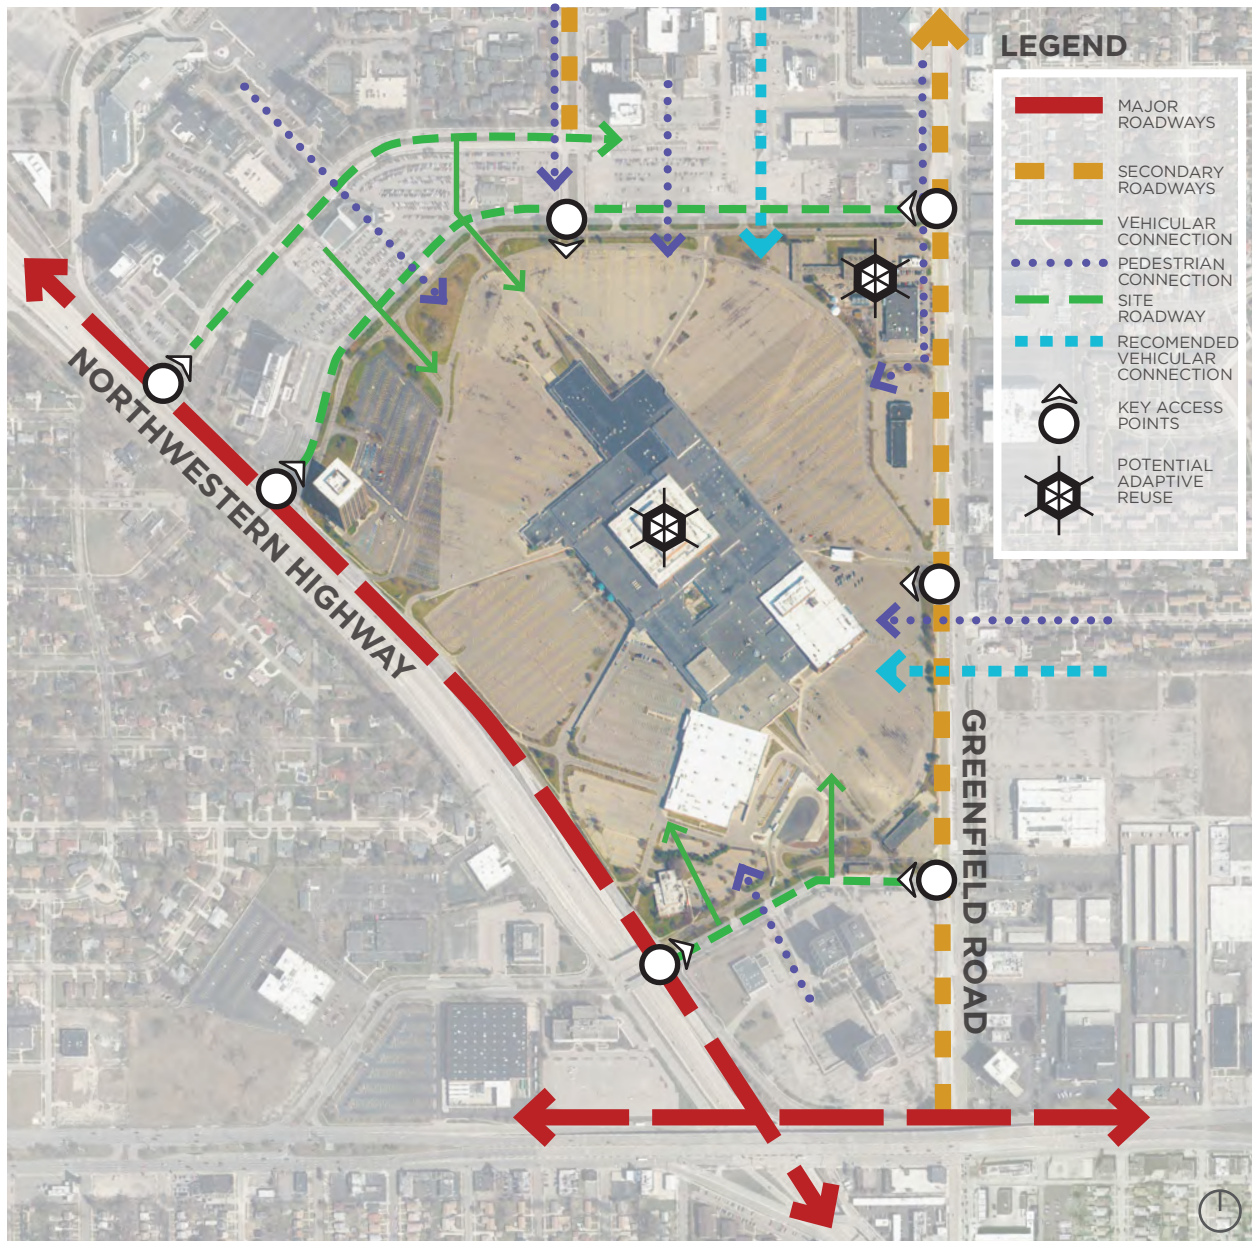 LEGEND
MAJOR
ROADWAYS
SECONDARY
ROADWAYS
VEHICULAR
CONNECTION
PEDESTRIAN
CONNECTION
SITE
ROADWAY
RECOMENDED
VEHICULAR
CONNECTION
KEY ACCESS
POINTS
POTENTIAL
ADAPTIVE
REUSE
NORTHWESTERN HIGHWAY
GREENFIELD ROAD